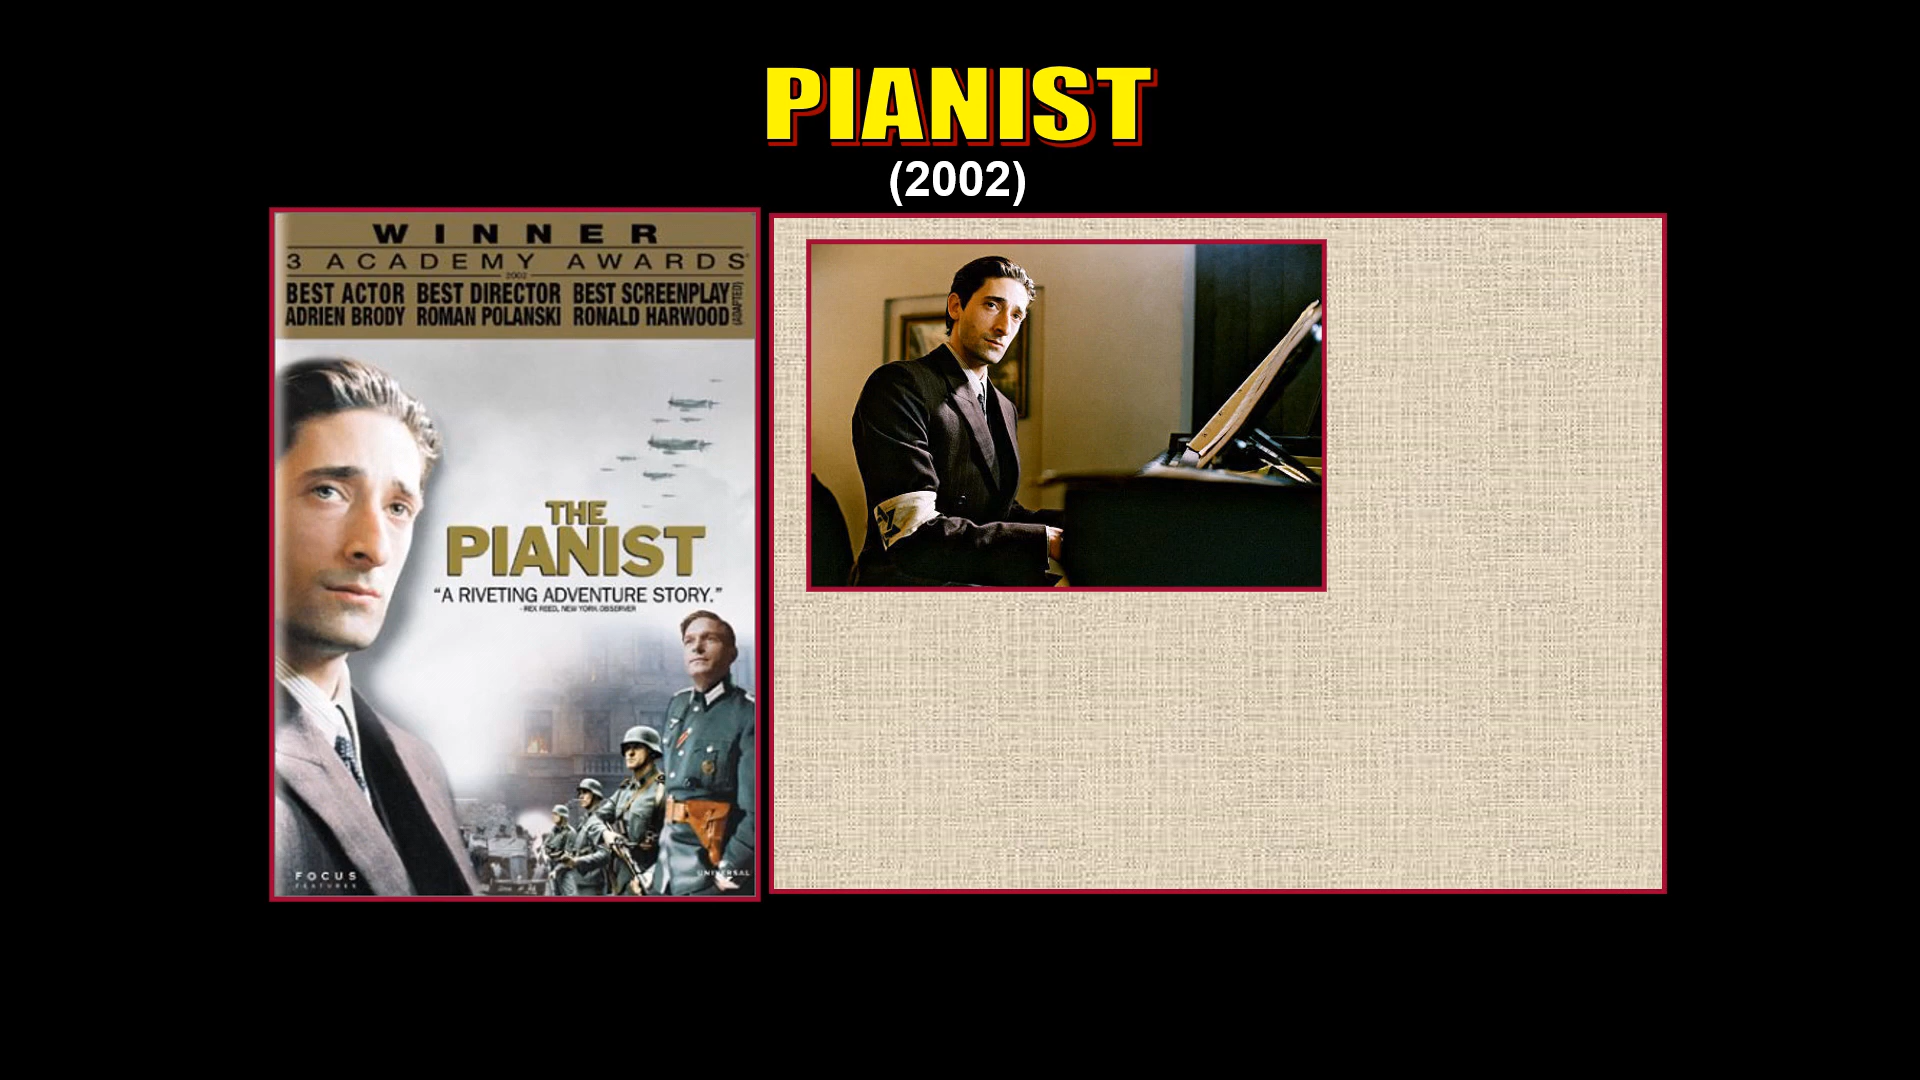 PIANIST
(2002)
WINNER
3 ACADEMY AWARDS
2002
BEST ACTOR BEST DIRECTOR BEST SCREENPLAY (ADAPTED)
ADRIEN BRODY ROMAN POLANSKI RONALD HARWOOD
THE
PIANIST
“A RIVETING ADVENTURE STORY.”
- REX REED, NEW YORK OBSERVER
FOCUS
FEATURES
UNIVERSAL